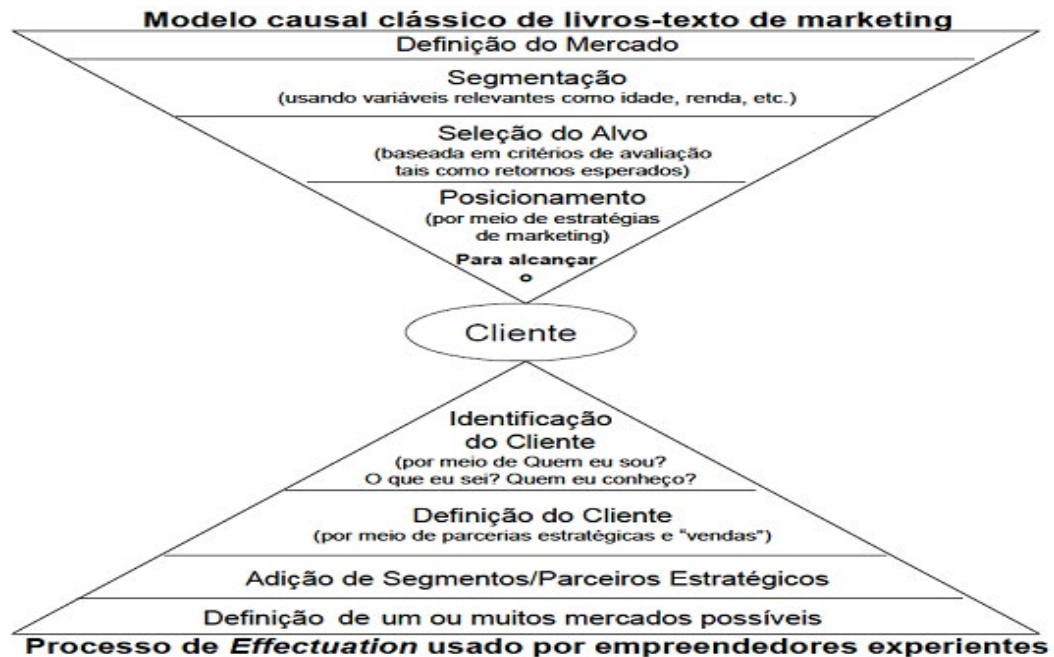 Modelo causal clássico de livros-texto de marketing
Definição do Mercado
Segmentação
(usando variáveis relevantes como idade, renda, etc.)
Seleção do Alvo
(baseada em critérios de avaliação
tais como retornos esperados)
Posicionamento
(por meio de estratégias
de marketing)
Para alcançar
o
Cliente
Identificação
do Cliente
(por meio de Quem eu sou?
O que eu sei? Quem eu conheço?
Definição do Cliente
(por meio de parcerias estratégicas e "vendas")
Adição de Segmentos/Parceiros Estratégicos
Definição de um ou muitos mercados possíveis
Processo de Effectuation usado por empreendedores experientes